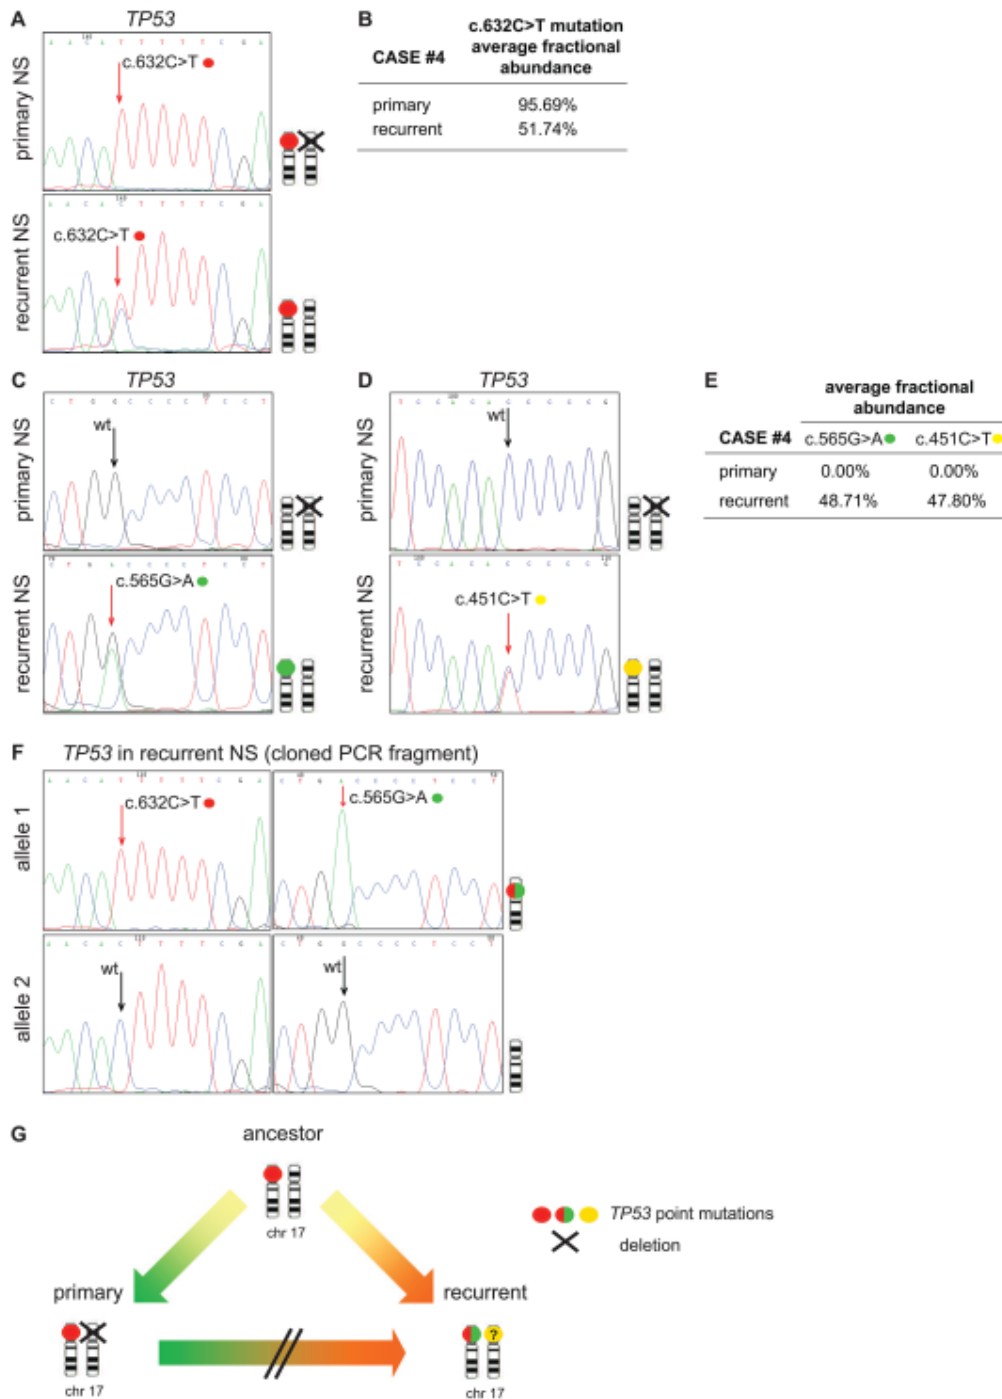 A
TP53
primary NS
A A C A T T T T T C G A
c.632C>T
recurrent NS
A A C A C T T T T C G A
c.632C>T
B
CASE #4
c.632C>T mutation
average fractional
abundance
primary 95.69%
recurrent 51.74%
C
TP53
primary NS
C T G G C C C C T C C T
wt
recurrent NS
c.565G>A
D
TP53
primary NS
wt
recurrent NS
c.451C>T
E
average fractional
abundance
CASE #4 c.565G>A c.451C>T
primary 0.00% 0.00%
recurrent 48.71% 47.80%
F
TP53 in recurrent NS (cloned PCR fragment)
allele 1
A A C A T T T T T C G A
c.632C>T
C T G A C C C C T C C T
c.565G>A
allele 2
A A C A C T T T T C G A
wt
C T G G C C C C T C C T
wt
G
ancestor
chr 17
primary
recurrent
chr 17
?
chr 17
TP53 point mutations
deletion